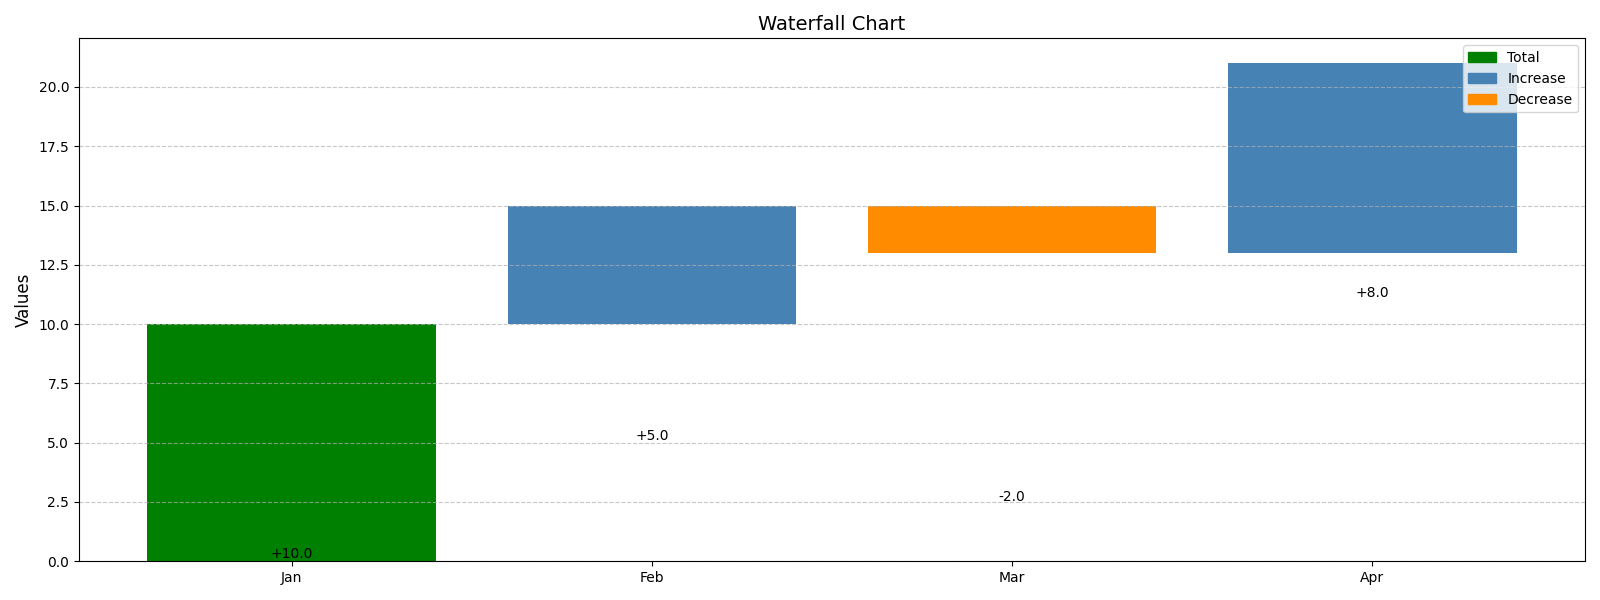 Waterfall Chart
Total
Increase
Decrease
Values
20.0
17.5
15.0
12.5
10.0
7.5
5.0
2.5
0.0
+8.0
+5.0
-2.0
+10.0
Jan
Feb
Mar
Apr